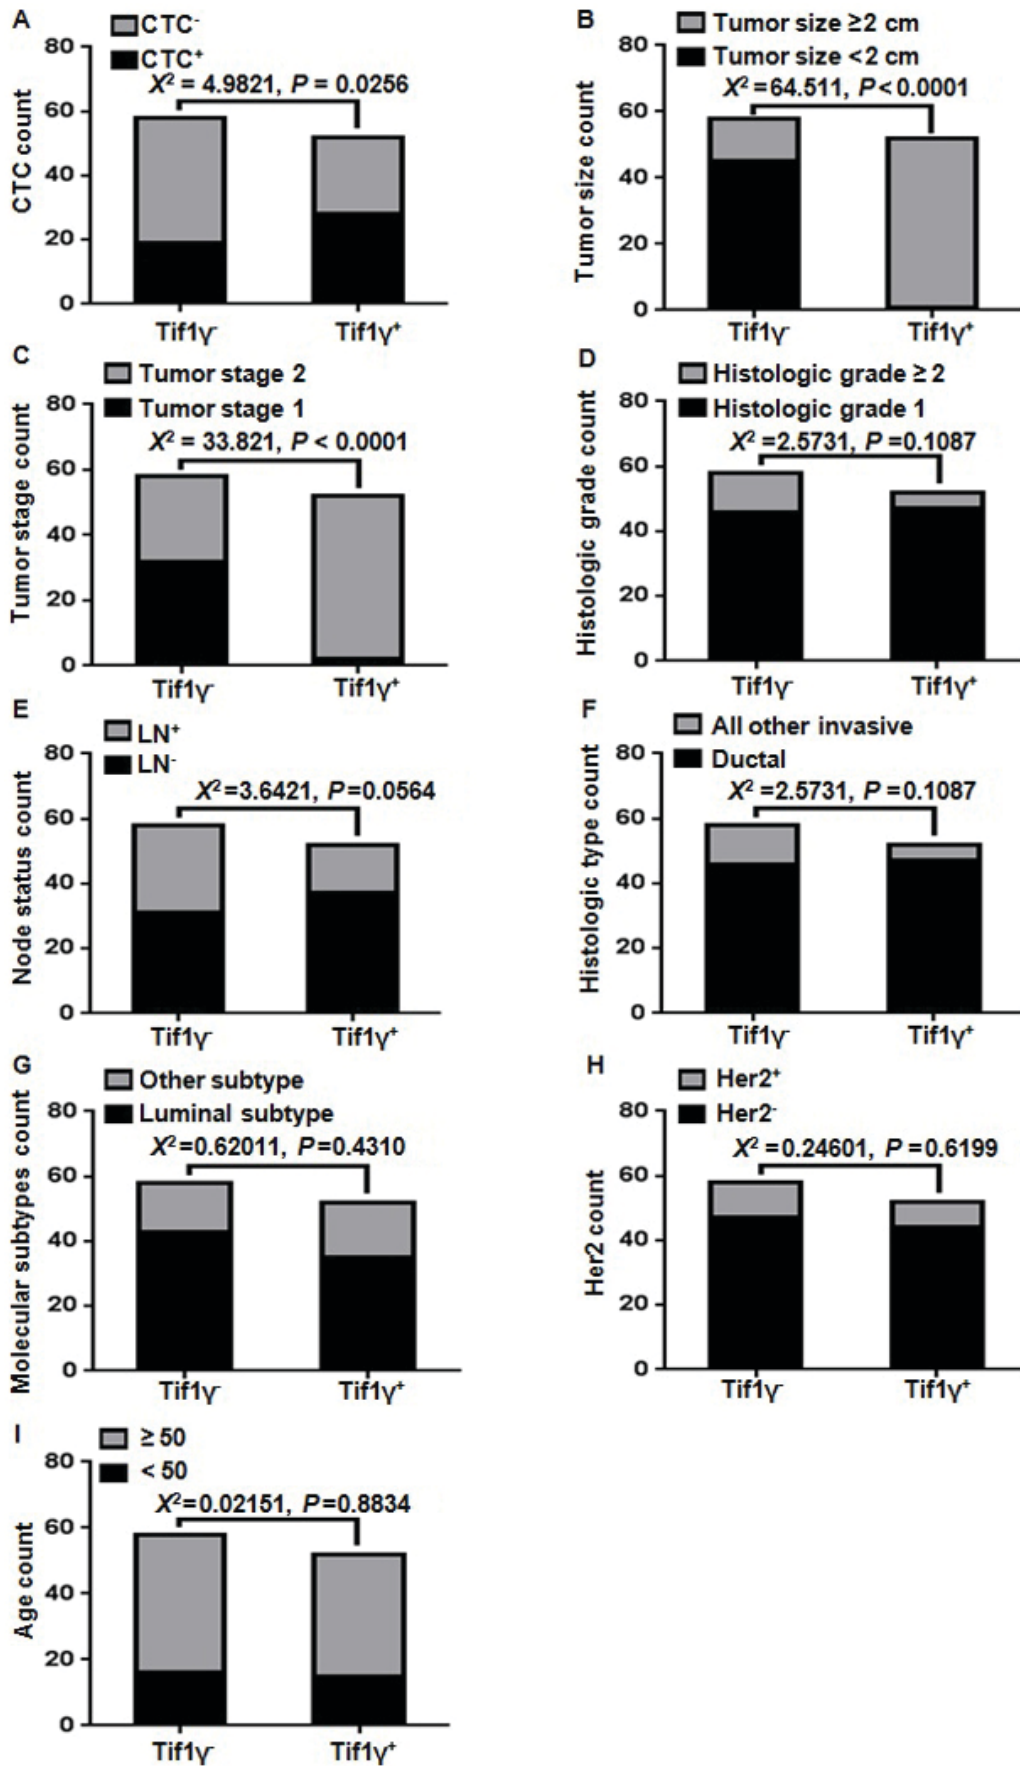 A
CTC-
CTC+
X² = 4.9821, P = 0.0256
CTC count
80
60
40
20
0
Tif1γ-
Tif1γ+
B
Tumor size ≥2 cm
Tumor size <2 cm
X²=64.511, P<0.0001
Tumor size count
80
60
40
20
0
Tif1γ-
Tif1γ+
C
Tumor stage 2
Tumor stage 1
X² = 33.821, P < 0.0001
Tumor stage count
80
60
40
20
0
Tif1γ-
Tif1γ+
D
Histologic grade ≥ 2
Histologic grade 1
X² =2.5731, P =0.1087
Histologic grade count
80
60
40
20
0
Tif1γ-
Tif1γ+
E
LN+
LN-
X²=3.6421, P=0.0564
Node status count
80
60
40
20
0
Tif1γ-
Tif1γ+
F
All other invasive
Ductal
X² =2.5731, P =0.1087
Histologic type count
80
60
40
20
0
Tif1γ-
Tif1γ+
G
Other subtype
Luminal subtype
X²=0.62011, P=0.4310
Molecular subtypes count
80
60
40
20
0
Tif1γ-
Tif1γ+
H
Her2+
Her2-
X²=0.24601, P=0.6199
Her2 count
80
60
40
20
0
Tif1γ-
Tif1γ+
I
≥ 50
< 50
X²=0.02151, P=0.8834
Age count
80
60
40
20
0
Tif1γ-
Tif1γ+